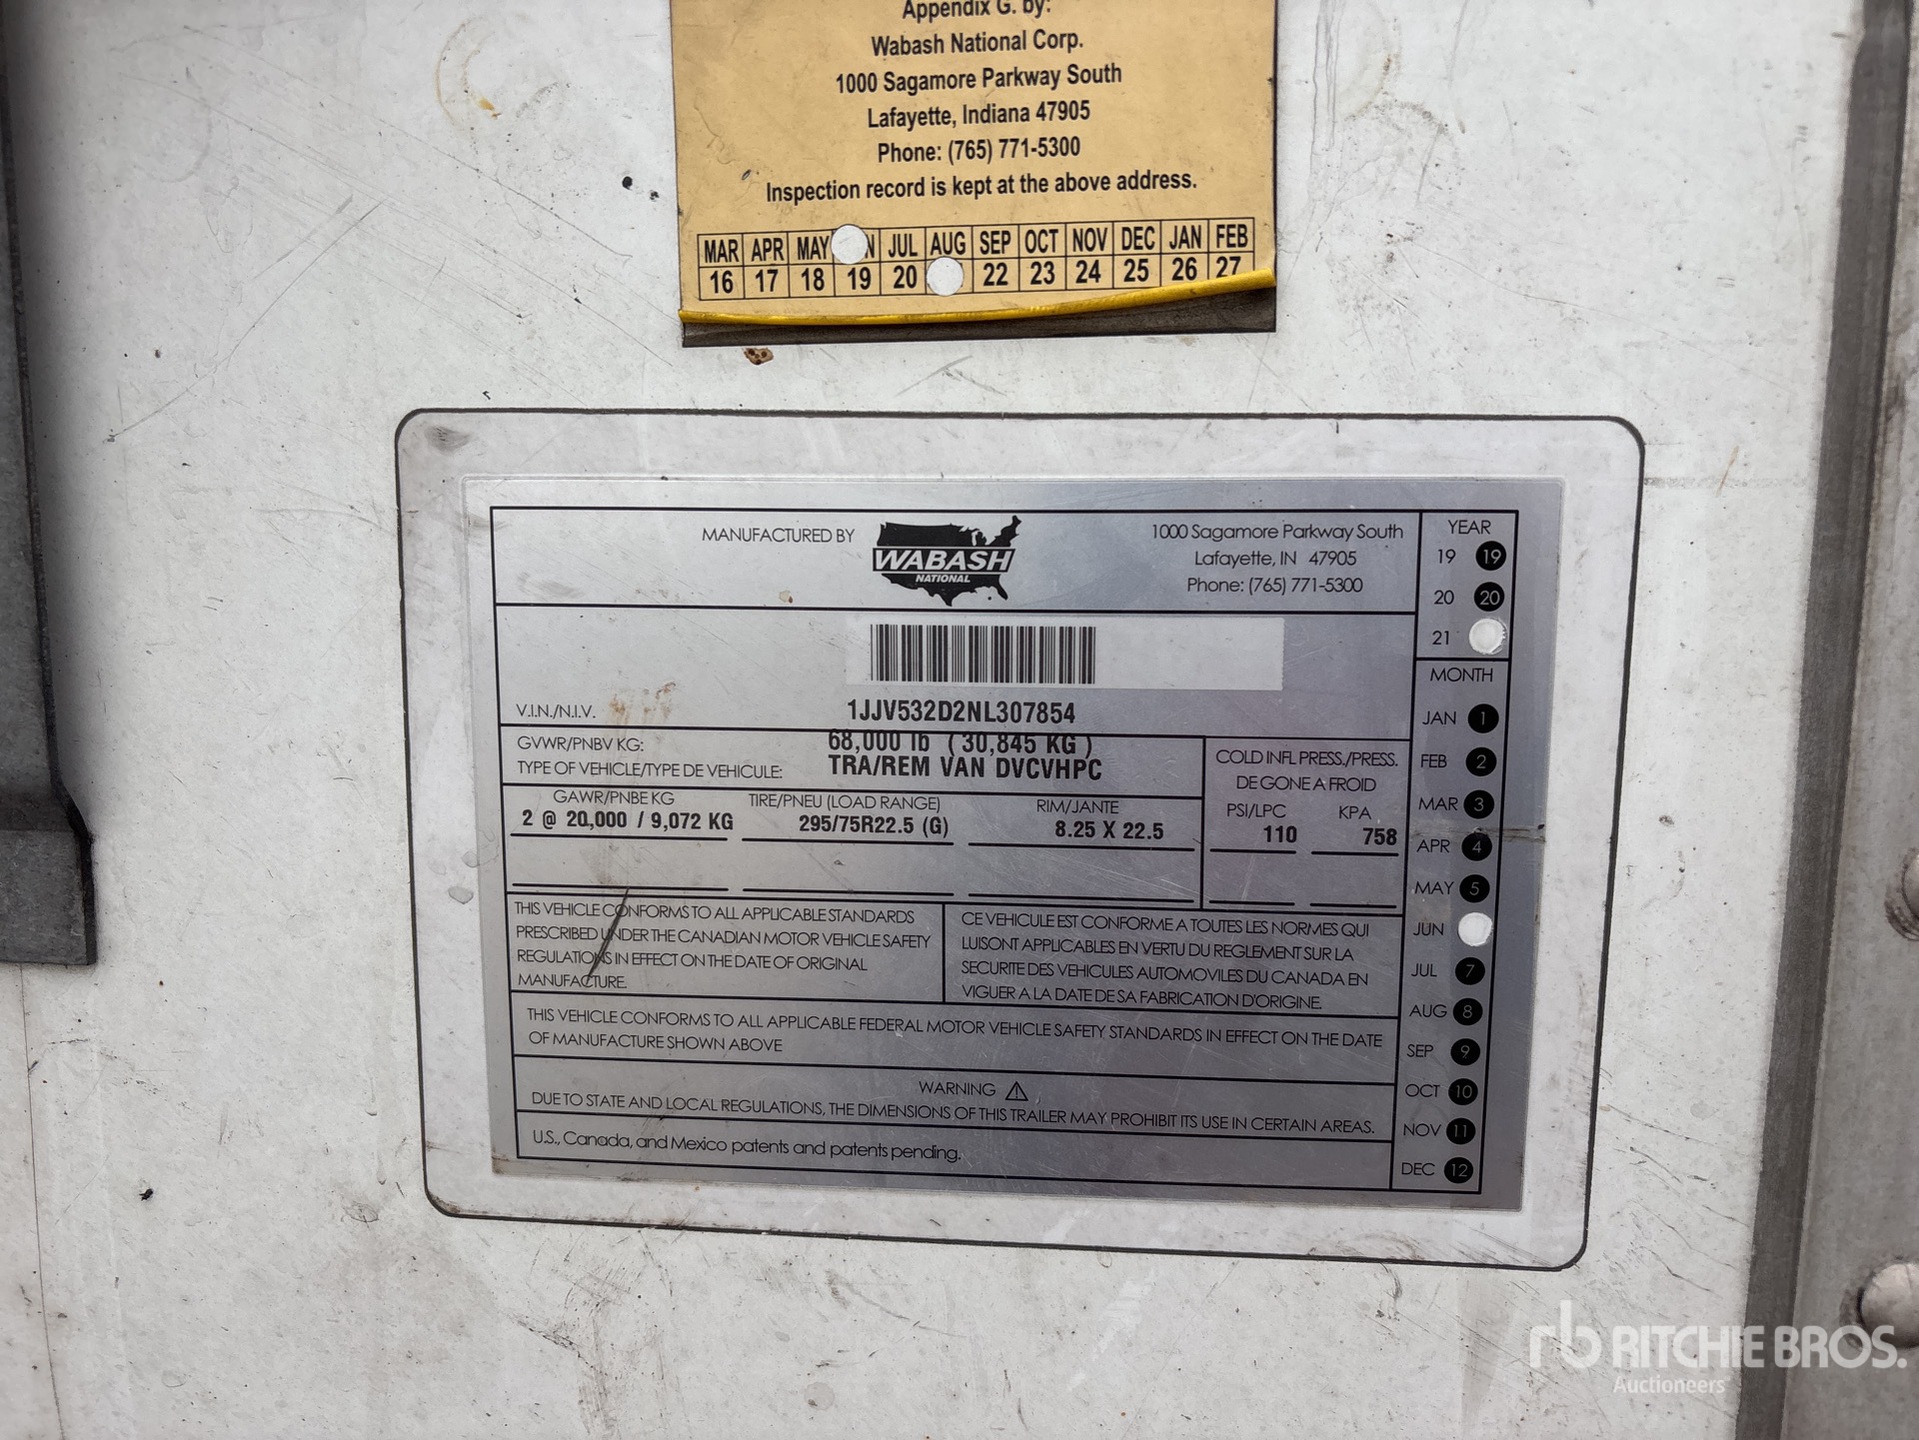 Appendix G. by:
Wabash National Corp.
1000 Sagamore Parkway South
Lafayette, Indiana 47905
Phone: (765) 771-5300
Inspection record is kept at the above address.
MAR APR MAY N JUL AUG SEP OCT NOV DEC JAN FEB
16 17 18 19 20 22 23 24 25 26 27
MANUFACTURED BY
WABASH
NATIONAL
1000 Sagamore Parkway South
Lafayette, IN 47905
Phone: (765) 771-5300
V.I.N./N.I.V. 1JJV532D2NL307854
GVWR/PNBV KG: 68,000 lb ( 30,845 KG )
TYPE OF VEHICLE/TYPE DE VEHICULE: TRA/REM VAN DVCVHPC
COLD INFL PRESS./PRESS.
DE GONE A FROID
GAWR/PNBE KG TIRE/PNEU (LOAD RANGE) RIM/JANTE PSI/LPC KPA
2 @ 20,000 / 9,072 KG 295/75R22.5 (G) 8.25 X 22.5 110 758
THIS VEHICLE CONFORMS TO ALL APPLICABLE STANDARDS
PRESCRIBED UNDER THE CANADIAN MOTOR VEHICLE SAFETY
REGULATIONS IN EFFECT ON THE DATE OF ORIGINAL
MANUFACTURE.
CE VEHICULE EST CONFORME A TOUTES LES NORMES QUI
LUI SONT APPLICABLES EN VERTU DU REGLEMENT SUR LA
SECURITE DES VEHICULES AUTOMOVILES DU CANADA EN
VIGUER A LA DATE DE SA FABRICATION D'ORIGINE.
THIS VEHICLE CONFORMS TO ALL APPLICABLE FEDERAL MOTOR VEHICLE SAFETY STANDARDS IN EFFECT ON THE DATE
OF MANUFACTURE SHOWN ABOVE
WARNING
DUE TO STATE AND LOCAL REGULATIONS, THE DIMENSIONS OF THIS TRAILER MAY PROHIBIT ITS USE IN CERTAIN AREAS.
U.S., Canada, and Mexico patents and patents pending.
YEAR
19 19
20 20
21
MONTH
JAN 1
FEB 2
MAR 3
APR 4
MAY 5
JUN
JUL 7
AUG 8
SEP 9
OCT 10
NOV 11
DEC 12
rb RITCHIE BROS.
Auctioneers